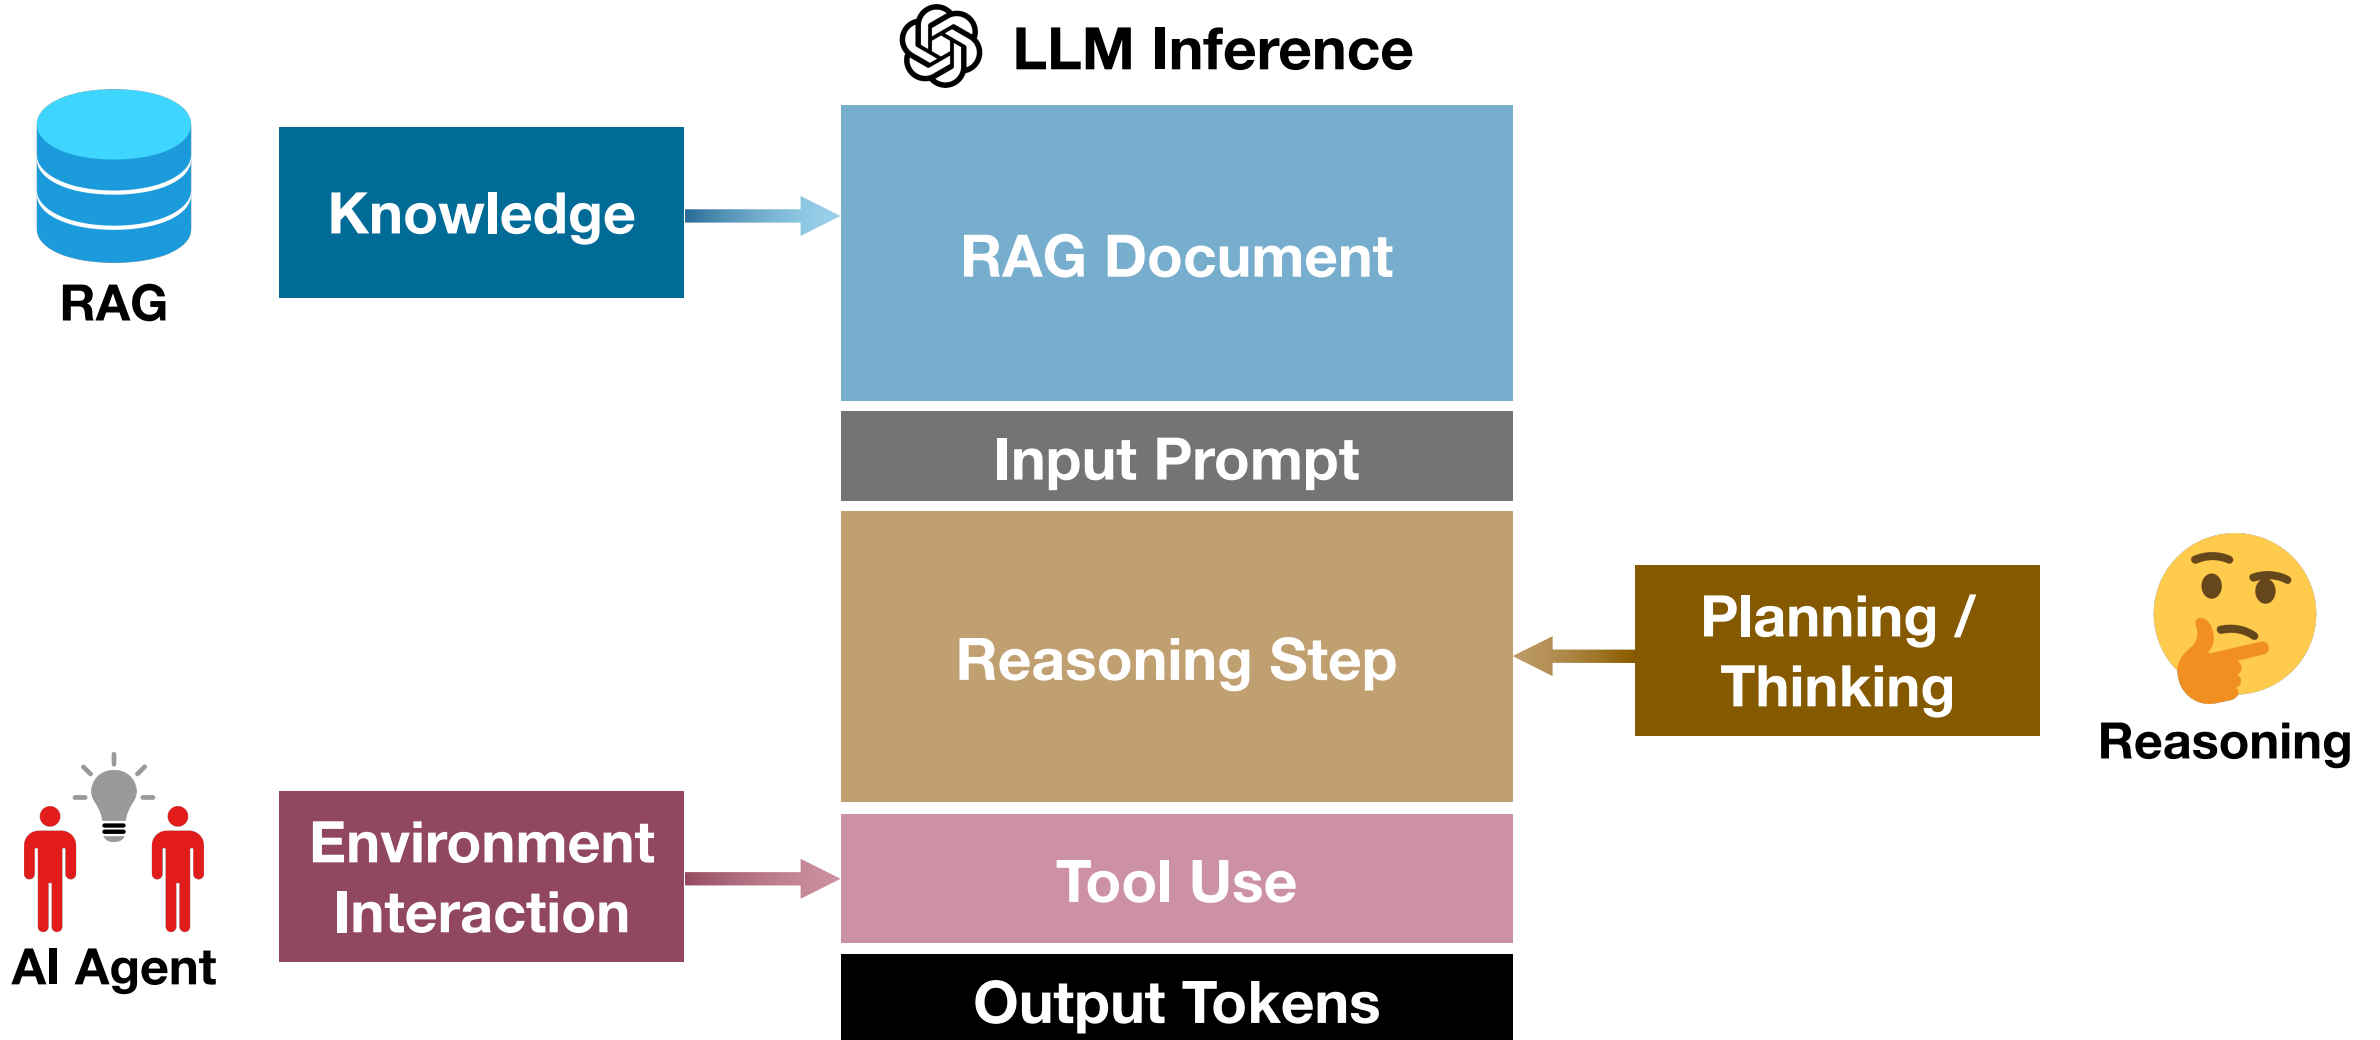 LLM Inference
RAG
Knowledge
RAG Document
Input Prompt
Reasoning Step
Planning /
Thinking
Reasoning
AI Agent
Environment
Interaction
Tool Use
Output Tokens